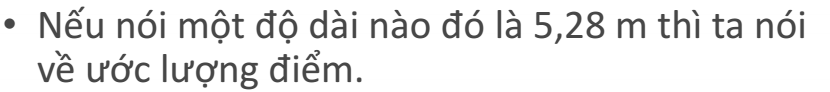 • Nếu nói một độ dài nào đó là 5,28 m thì ta nói
về ước lượng điểm.